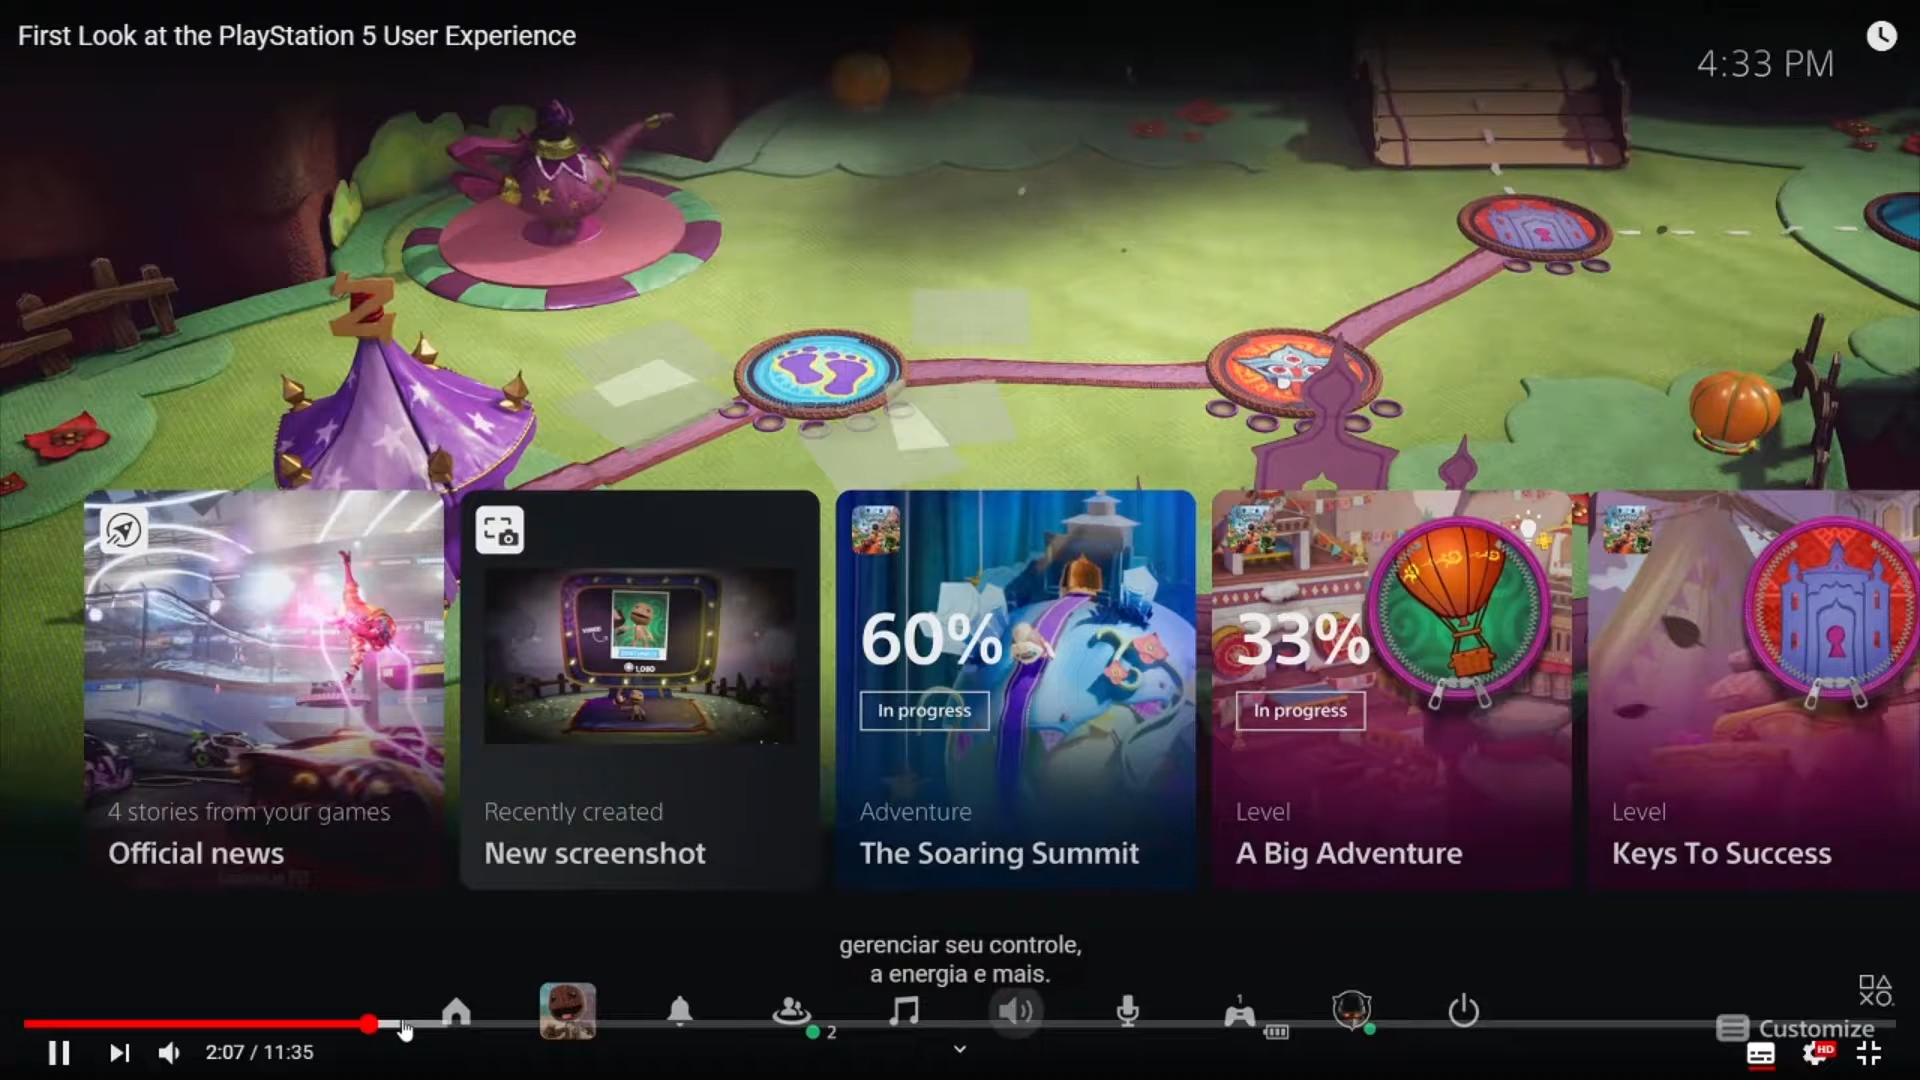 First Look at the PlayStation 5 User Experience
4:33 PM
60%
33%
In progress
In progress
4 stories from your games
Official news
Recently created
New screenshot
Adventure
The Soaring Summit
Level
A Big Adventure
Level
Keys To Success
gerenciar seu controle,
a energia e mais.
2
1
Customize
2:07 / 11:35
HD